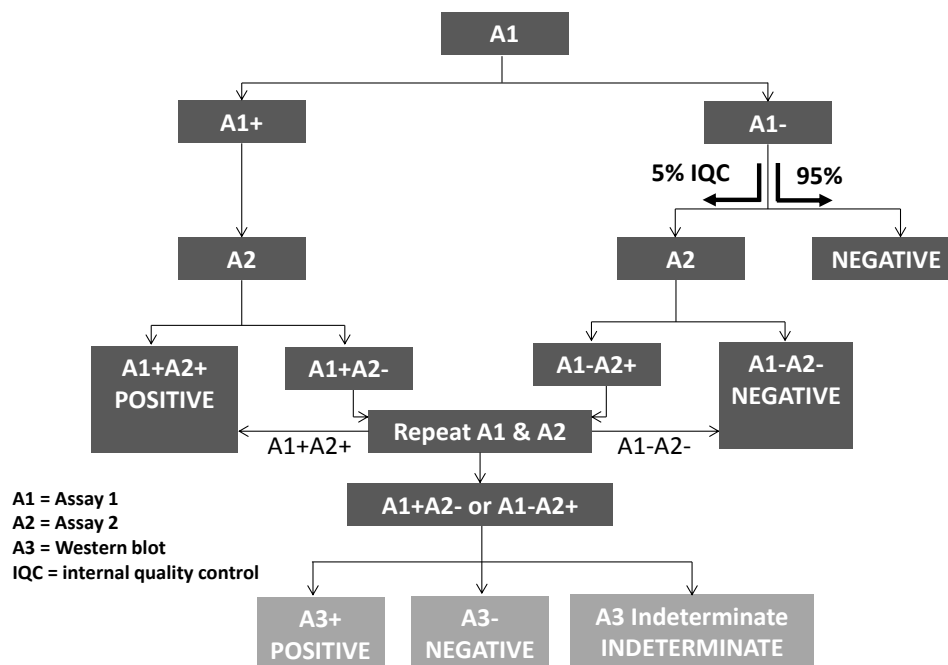 A1
A1+
A1-
5% IQC
95%
A2
A2
NEGATIVE
A1+A2+
POSITIVE
A1+A2-
A1-A2+
A1-A2-
NEGATIVE
Repeat A1 & A2
A1+A2+
A1-A2-
A1+A2- or A1-A2+
A1 = Assay 1
A2 = Assay 2
A3 = Western blot
IQC = internal quality control
A3+
POSITIVE
A3-
NEGATIVE
A3 Indeterminate
INDETERMINATE